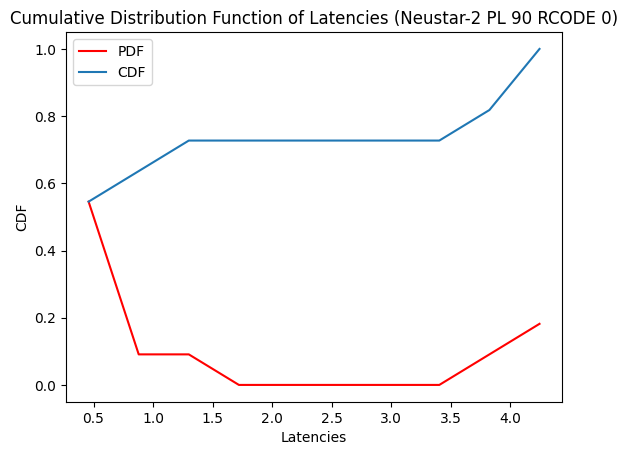 Cumulative Distribution Function of Latencies (Neustar-2 PL 90 RCODE 0)
PDF
CDF
1.0
0.8
0.6
0.4
0.2
0.0
CDF
0.5 1.0 1.5 2.0 2.5 3.0 3.5 4.0
Latencies